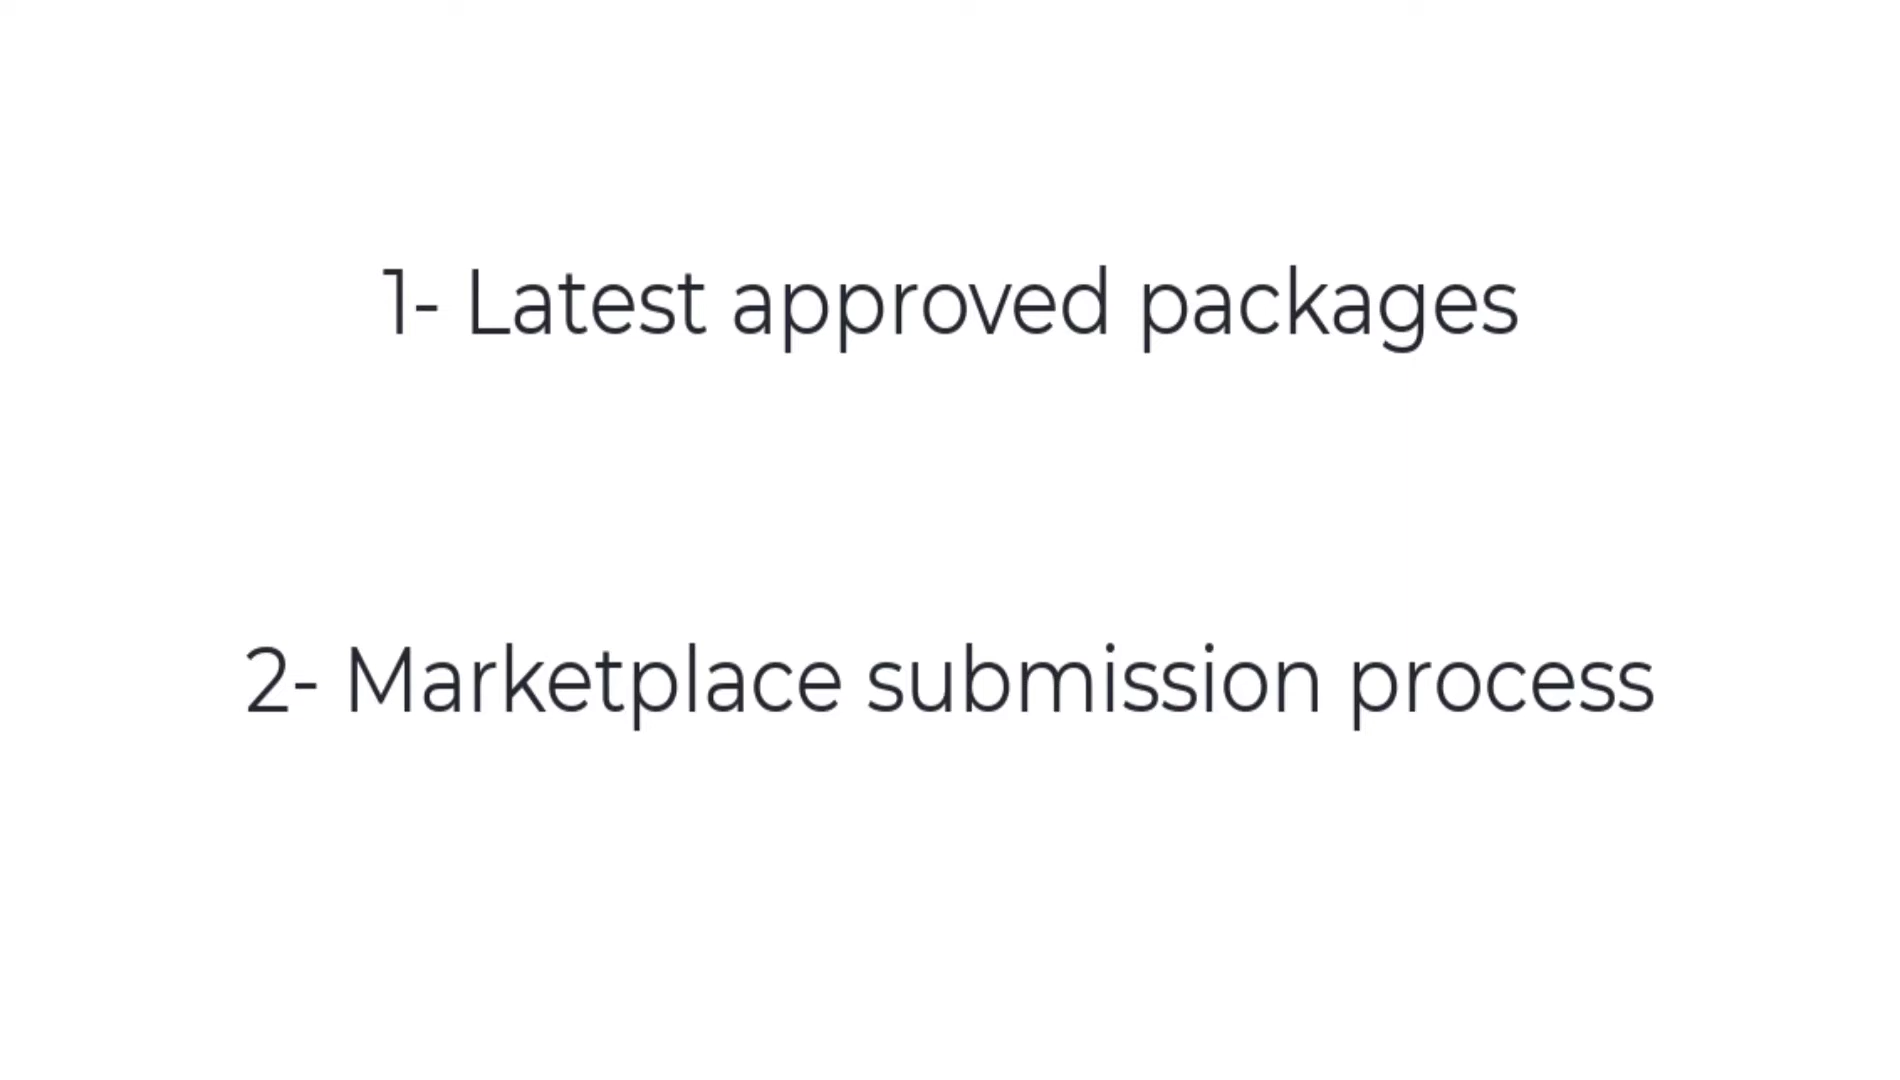 1- Latest approved packages
2- Marketplace submission process